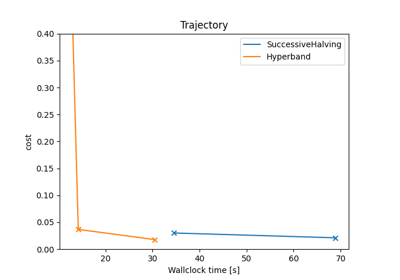 Trajectory
0.40
0.35
0.30
0.25
0.20
0.15
0.10
0.05
0.00
cost
SuccessiveHalving
Hyperband
20 30 40 50 60 70
Wallclock time [s]